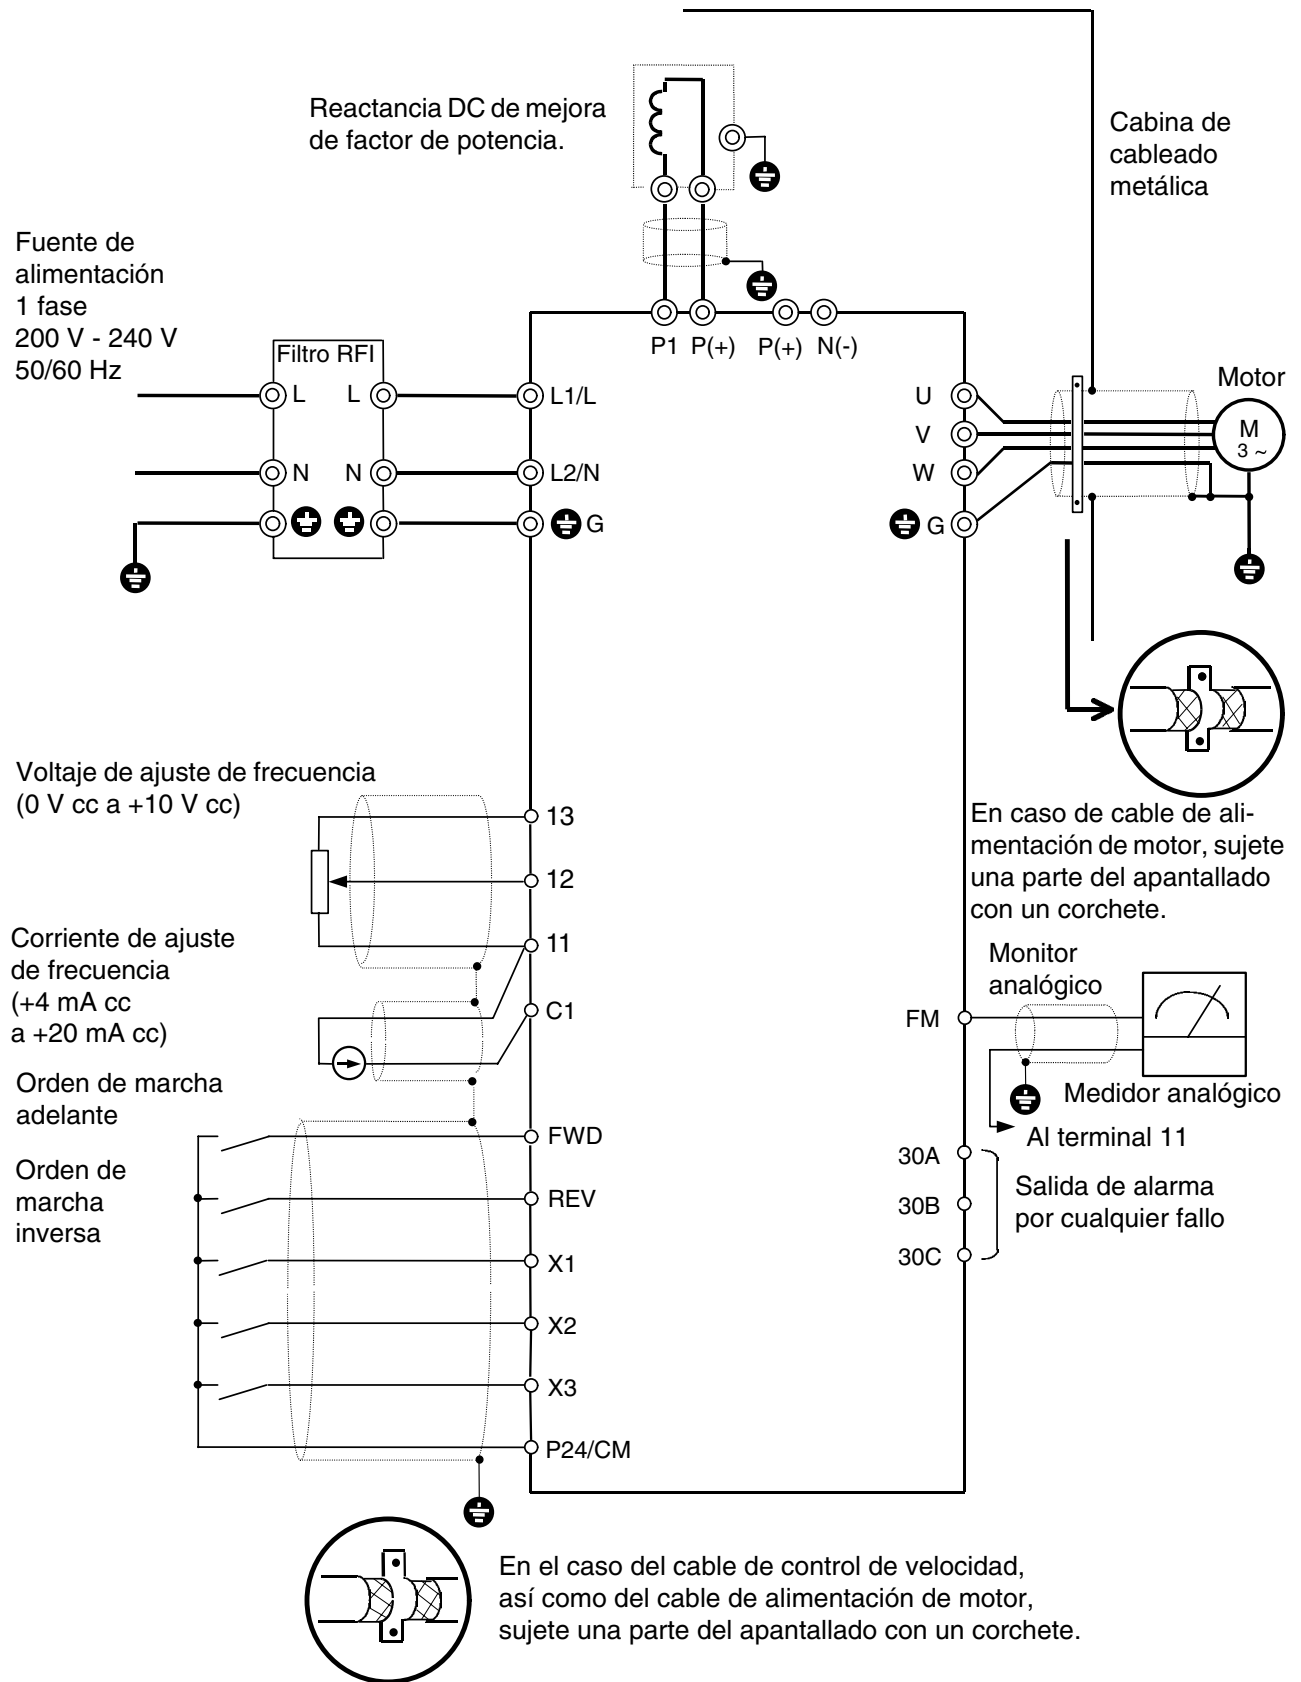 Reactancia DC de mejora
de factor de potencia.
Cabina de
cableado
metálica
Fuente de
alimentación
1 fase
200 V - 240 V
50/60 Hz
Filtro RFI
P1 P(+) P(+) N(-)
L L L1/L
N N L2/N
G
U
V
W
G
Motor
M
3 ~
Voltaje de ajuste de frecuencia
(0 V cc a +10 V cc)
13
12
11
C1
En caso de cable de ali-
mentación de motor, sujete
una parte del apantallado
con un corchete.
Corriente de ajuste
de frecuencia
(+4 mA cc
a +20 mA cc)
Monitor
analógico
FM
Medidor analógico
Al terminal 11
Orden de marcha
adelante
Orden de
marcha
inversa
FWD
REV
X1
X2
X3
P24/CM
30A
30B
30C
Salida de alarma
por cualquier fallo
En el caso del cable de control de velocidad,
así como del cable de alimentación de motor,
sujete una parte del apantallado con un corchete.